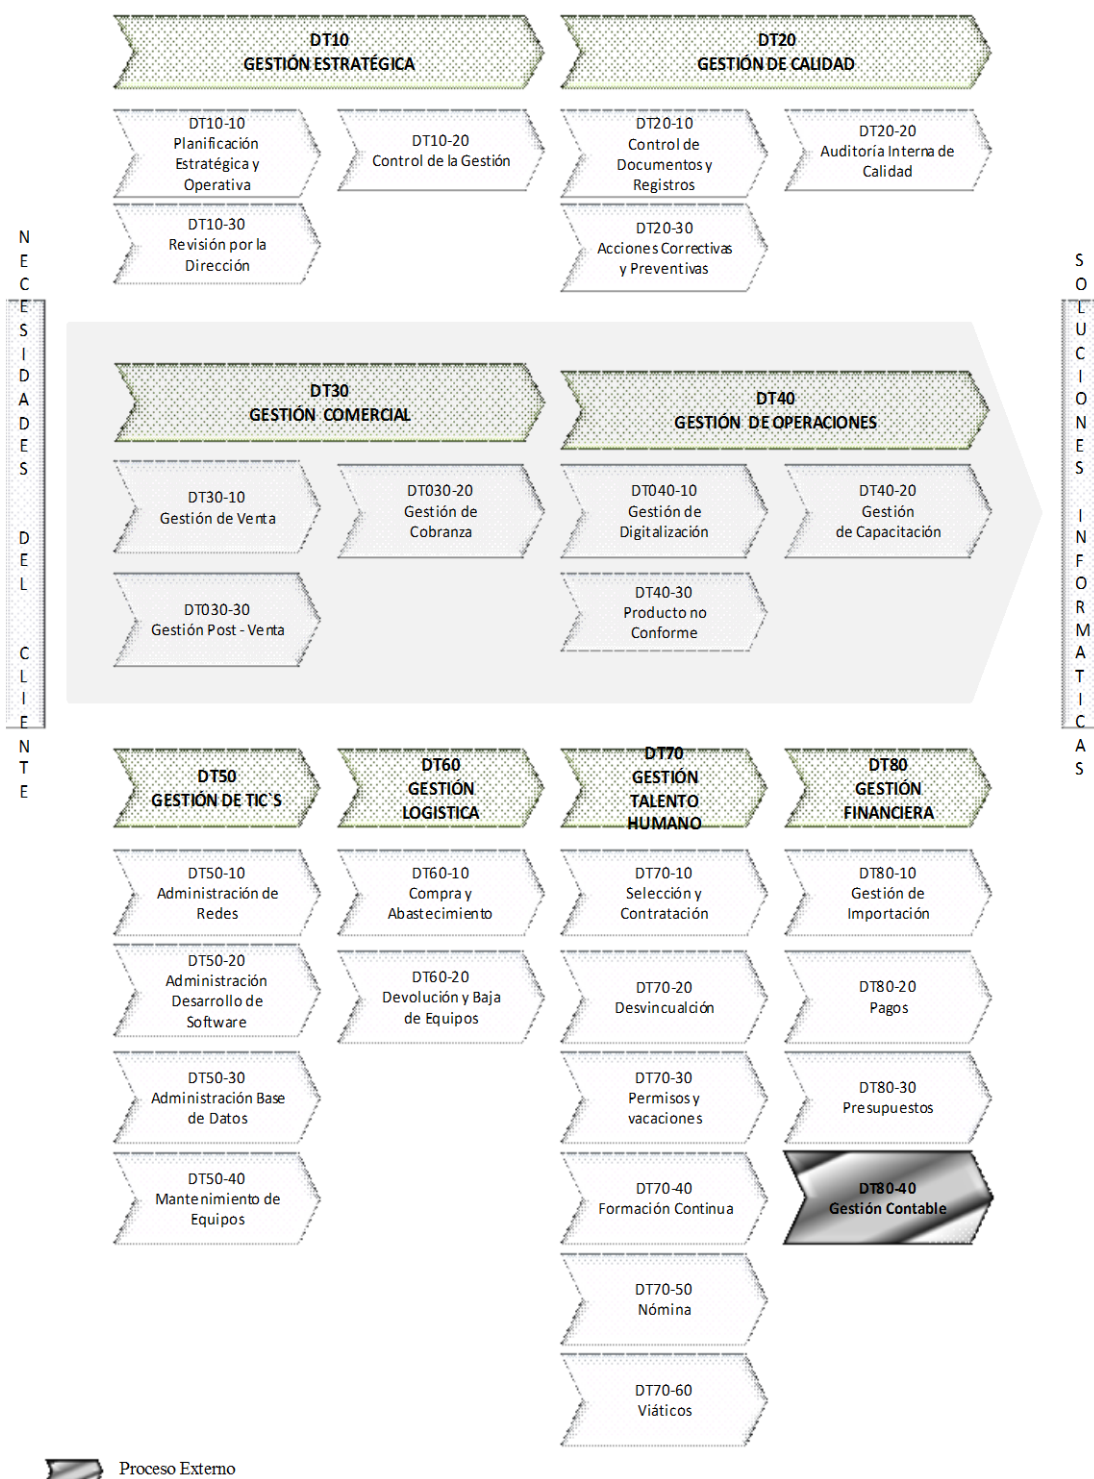 DT10
GESTIÓN ESTRATÉGICA
DT20
GESTIÓN DE CALIDAD
DT10-10
Planificación
Estratégica y
Operativa
DT10-20
Control de la Gestión
DT20-10
Control de
Documentos y
Registros
DT20-20
Auditoría Interna de
Calidad
DT10-30
Revisión por la
Dirección
DT20-30
Acciones Correctivas
y Preventivas
NECESIDADES DEL CLIENTE
DT30
GESTIÓN COMERCIAL
DT40
GESTIÓN DE OPERACIONES
DT30-10
Gestión de Venta
DT030-20
Gestión de
Cobranza
DT040-10
Gestión de
Digitalización
DT40-20
Gestión
de Capacitación
DT030-30
Gestión Post - Venta
DT40-30
Producto no
Conforme
SOLUCIONES INFORMATICAS
DT50
GESTIÓN DE TIC`S
DT60
GESTIÓN
LOGISTICA
DT70
GESTIÓN
TALENTO
HUMANO
DT80
GESTIÓN
FINANCIERA
DT50-10
Administración de
Redes
DT60-10
Compra y
Abastecimiento
DT70-10
Selección y
Contratación
DT80-10
Gestión de
Importación
DT50-20
Administración
Desarrollo de
Software
DT60-20
Devolución y Baja
de Equipos
DT70-20
Desvincualción
DT80-20
Pagos
DT50-30
Administración Base
de Datos
DT70-30
Permisos y
vacaciones
DT80-30
Presupuestos
DT50-40
Mantenimiento de
Equipos
DT70-40
Formación Continua
DT80-40
Gestión Contable
DT70-50
Nómina
DT70-60
Viáticos
Proceso Externo